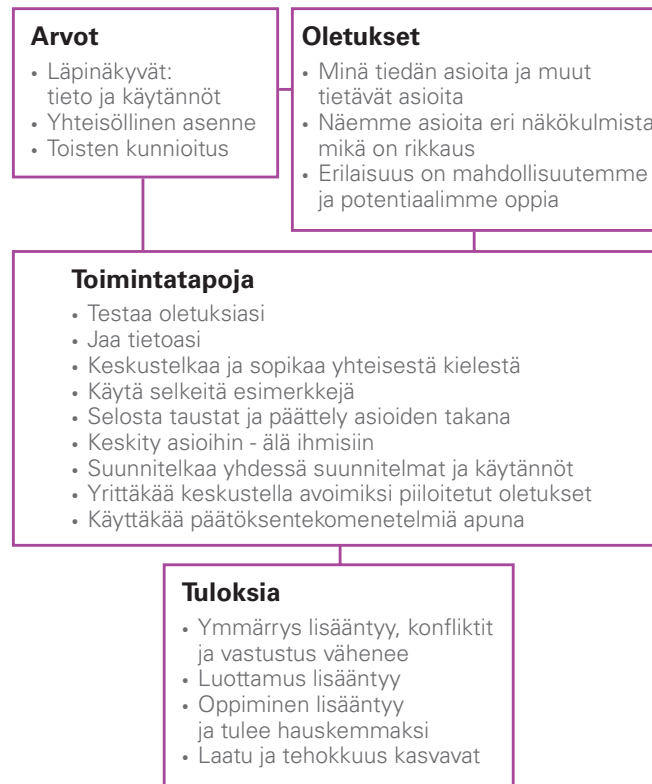 Arvot
• Läpinäkyvät:
tieto ja käytännöt
• Yhteisöllinen asenne
• Toisten kunnioitus
Oletukset
• Minä tiedän asioita ja muut
tietävät asioita
• Näemme asioita eri näkökulmista
mikä on rikkaus
• Erilaisuus on mahdollisuutemme
ja potentiaalimme oppia
Toimintatapoja
• Testaa oletuksiasi
• Jaa tietoasi
• Keskustelkaa ja sopikaa yhteisestä kielestä
• Käytä selkeitä esimerkkejä
• Selosta taustat ja päättely asioiden takana
• Keskity asioihin - älä ihmisiin
• Suunnitelkaa yhdessä suunnitelmat ja käytännöt
• Yrittäkää keskustella avoimiksi piiloitetut oletukset
• Käyttäkää päätöksentekomenetelmiä apuna
Tuloksia
• Ymmärrys lisääntyy, konfliktit
ja vastustus vähenee
• Luottamus lisääntyy
• Oppiminen lisääntyy
ja tulee hauskemmaksi
• Laatu ja tehokkuus kasvavat